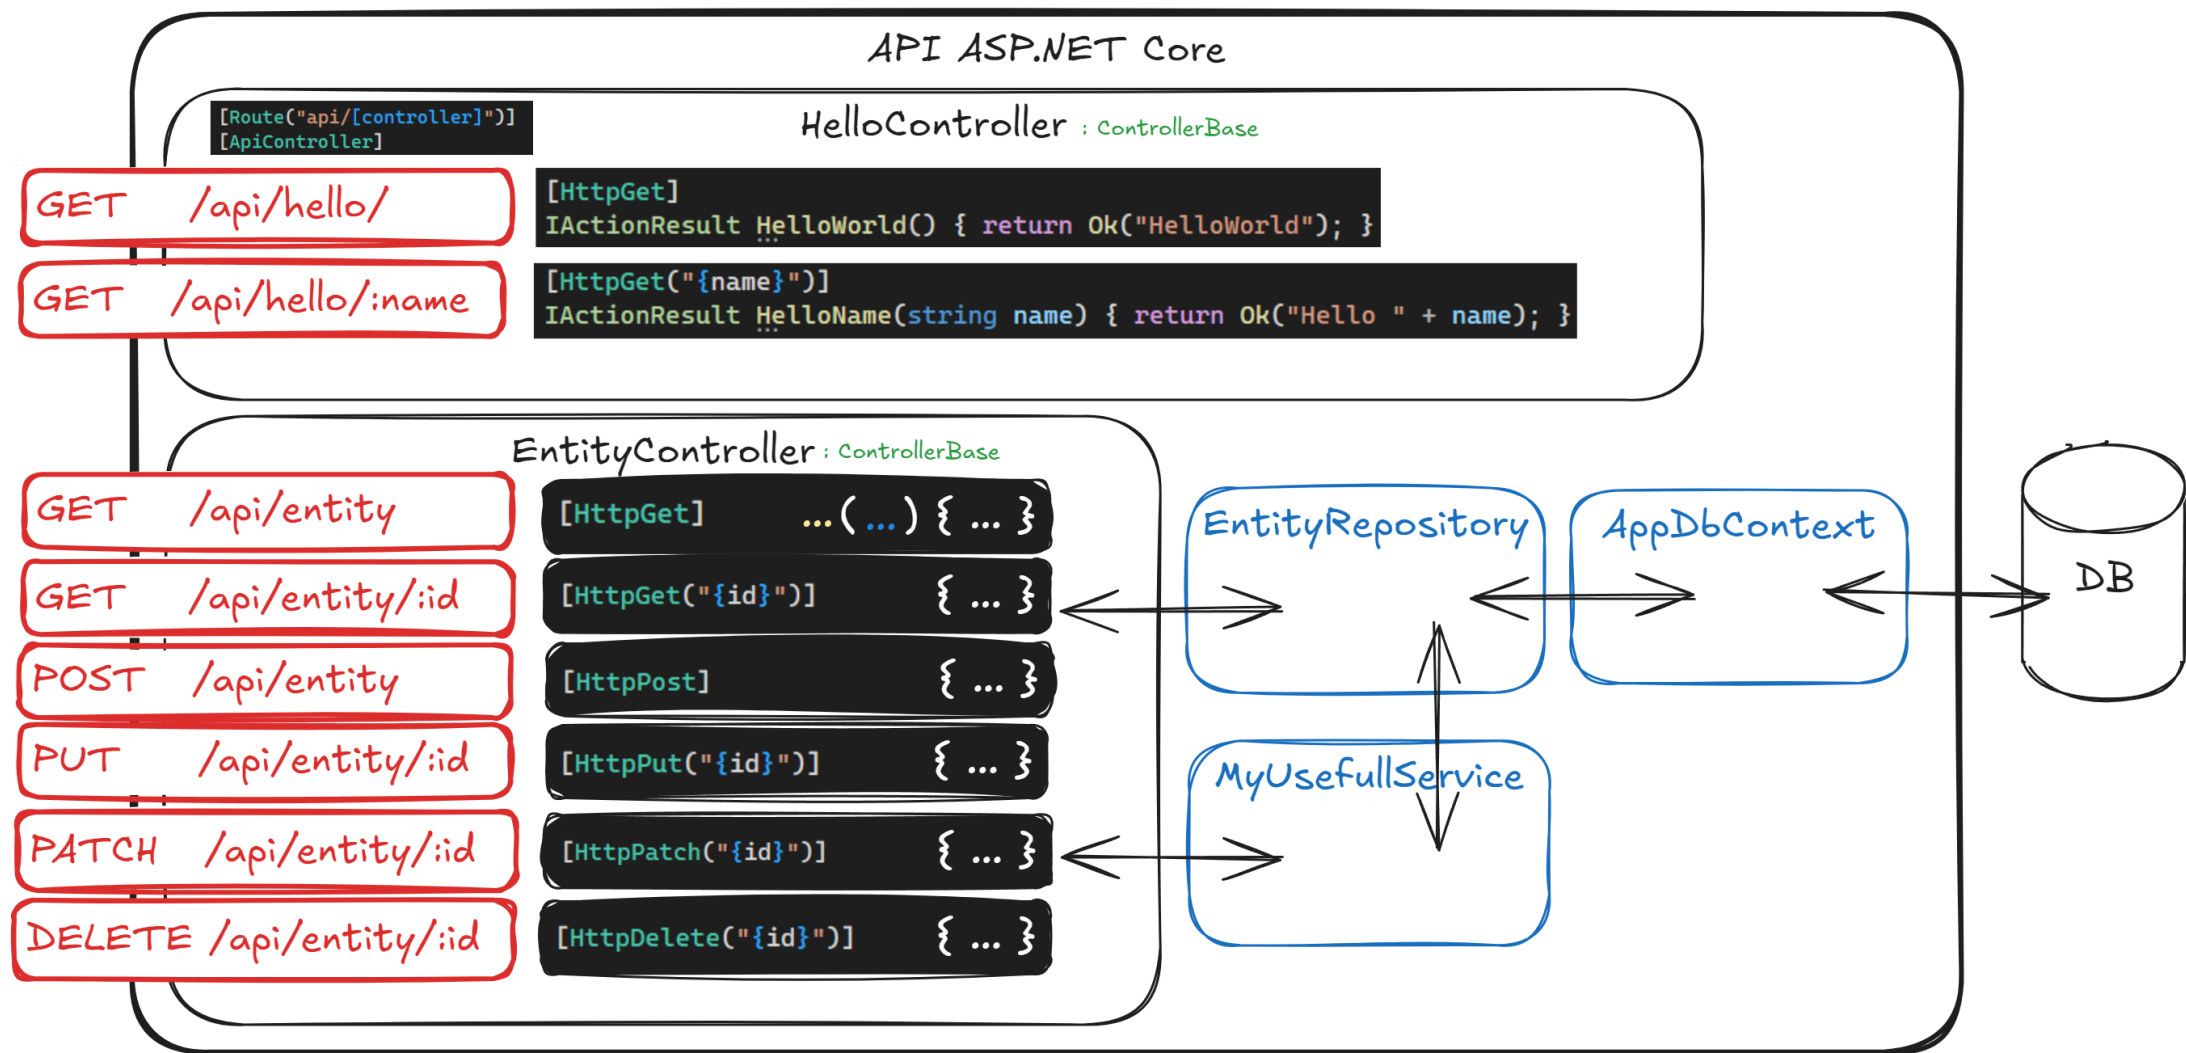 API ASP.NET Core
[Route("api/[controller]")]
[ApiController]
HelloController : ControllerBase
GET /api/hello/
[HttpGet]
IActionResult HelloWorld() { return Ok("HelloWorld"); }
GET /api/hello/:name
[HttpGet("{name}")]
IActionResult HelloName(string name) { return Ok("Hello " + name); }
EntityController : ControllerBase
GET /api/entity
[HttpGet] ...(...) { ... }
GET /api/entity/:id
[HttpGet("{id}")] { ... }
POST /api/entity
[HttpPost] { ... }
PUT /api/entity/:id
[HttpPut("{id}")] { ... }
PATCH /api/entity/:id
[HttpPatch("{id}")] { ... }
DELETE /api/entity/:id
[HttpDelete("{id}")] { ... }
EntityRepository
AppDbContext
DB
MyUsefullService